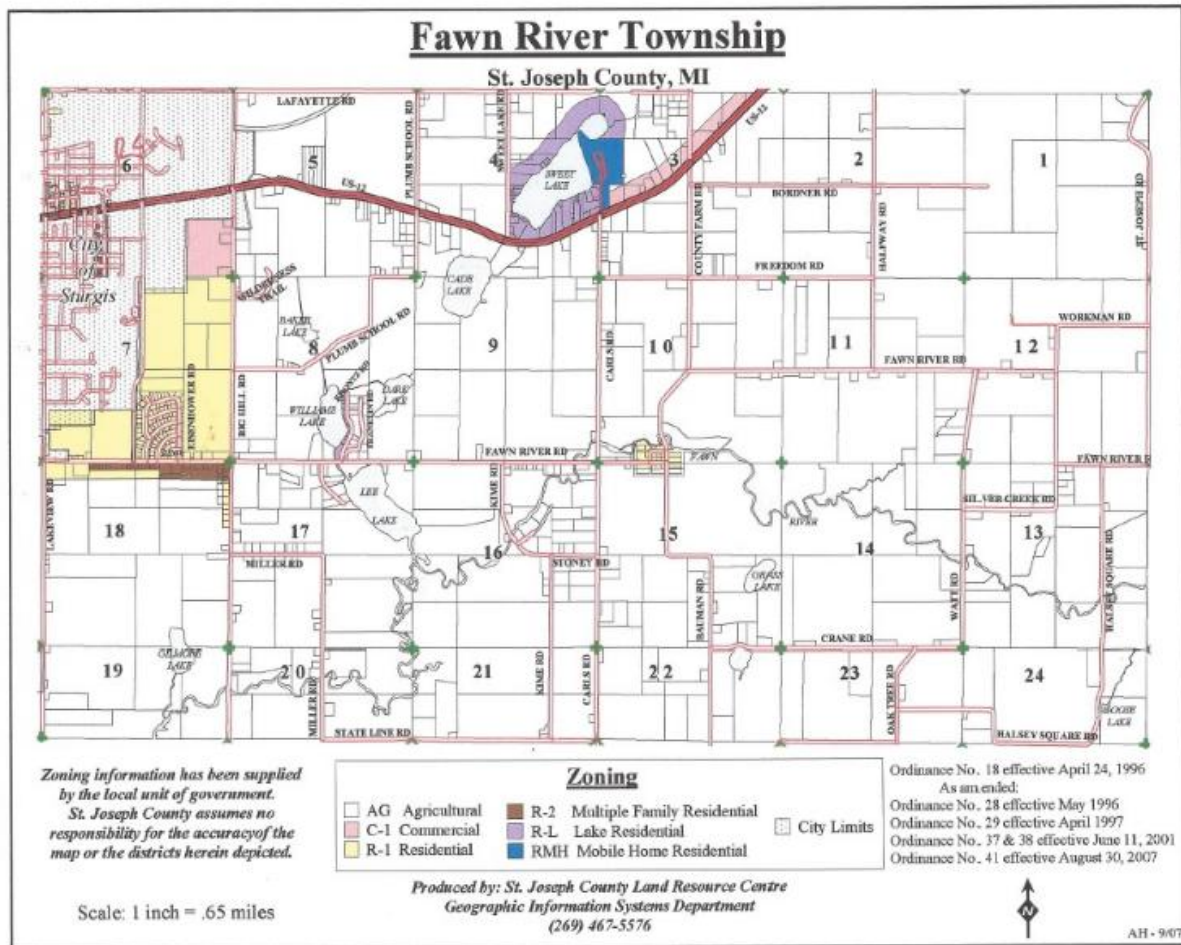 Fawn River Township
St. Joseph County, MI
LAFAYETTE RD
PLUMB SCHOOL RD
SWEET LAKE RD
US-12
6
5
4
3
2
1
SWEET LAKE
US-12
BORDNER RD
COUNTY FARM RD
HALFWAY RD
ST. JOSEPH RD
City of Sturgis
FREEDOM RD
WILDERNESS TRAIL
CADE LAKE
BAKER LAKE
PLUMB SCHOOL RD
WORKMAN RD
7
8
9
10
11
12
CARLS RD
FAWN RIVER RD
EISENHOWER RD
BIG HILL RD
WILLIAMS LAKE
LAKE
FAWN RIVER RD
FAWN
FAWN RIVER R
LAKEVIEW RD
LEE LAKE
KIME RD
SILVER CREEK RD
RIVER
18
17
16
15
14
13
MILLER RD
STONEY RD
GRASS LAKE
BAUMAN RD
WAIT RD
HALSEY SQUARE RD
CRANE RD
GILMORE LAKE
19
20
21
22
23
24
MILLER RD
KIME RD
CARLS RD
OAK TREE RD
GOOSE LAKE
STATE LINE RD
HALSEY SQUARE RD
Zoning information has been supplied
by the local unit of government.
St. Joseph County assumes no
responsibility for the accuracyof the
map or the districts herein depicted.
Scale: 1 inch = .65 miles
Zoning
AG Agricultural
C-1 Commercial
R-1 Residential
R-2 Multiple Family Residential
R-L Lake Residential
RMH Mobile Home Residential
City Limits
Ordinance No. 18 effective April 24, 1996
As amended:
Ordinance No. 28 effective May 1996
Ordinance No. 29 effective April 1997
Ordinance No. 37 & 38 effective June 11, 2001
Ordinance No. 41 effective August 30, 2007
Produced by: St. Joseph County Land Resource Centre
Geographic Information Systems Department
(269) 467-5576
N
AH - 9/07